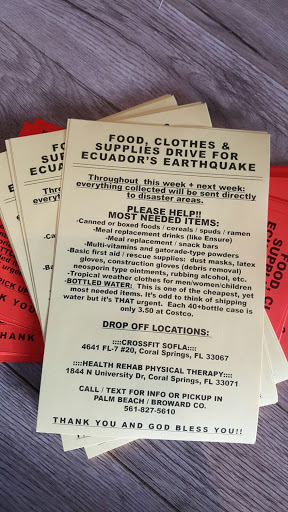 FOOD, CLOTHES &
SUPPLIES DRIVE FOR
ECUADOR'S EARTHQUAKE
Throughout this week + next week:
everything collected will be sent directly
to disaster areas.
PLEASE HELP!!
MOST NEEDED ITEMS:
-Canned or boxed foods / cereals / spuds / ramen
-Meal replacement drinks (like Ensure)
-Meal replacement / snack bars
-Multi-vitamins and gatorade-type powders
-Basic first aid / rescue supplies: dust masks, latex
gloves, construction gloves (debris removal)
neosporin type ointments, rubbing alcohol, etc.
-Tropical weather clothes for men/women/children
-BOTTLED WATER: This is one of the cheapest, yet
most needed items. It's odd to think of shipping
water but it's THAT urgent. Each 40+bottle case is
only 3.50 at Costco.
DROP OFF LOCATIONS:
::::CROSSFIT SOFLA::::
4641 FL-7 #20, Coral Springs, FL 33067
::::HEALTH REHAB PHYSICAL THERAPY::::
1844 N University Dr, Coral Springs, FL 33071
CALL / TEXT FOR INFO OR PICKUP IN
PALM BEACH / BROWARD CO.
561-827-5610
THANK YOU AND GOD BLESS YOU!!